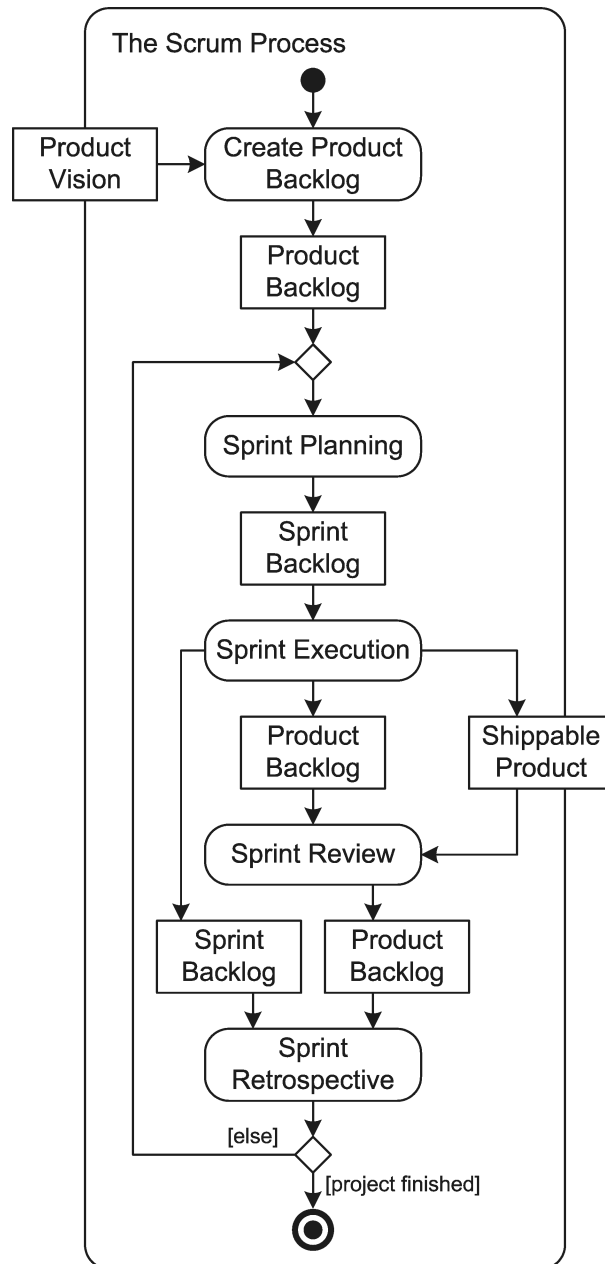 The Scrum Process
Product
Vision
Create Product
Backlog
Product
Backlog
Sprint Planning
Sprint
Backlog
Sprint Execution
Product
Backlog
Shippable
Product
Sprint Review
Sprint
Backlog
Product
Backlog
Sprint
Retrospective
[else]
[project finished]